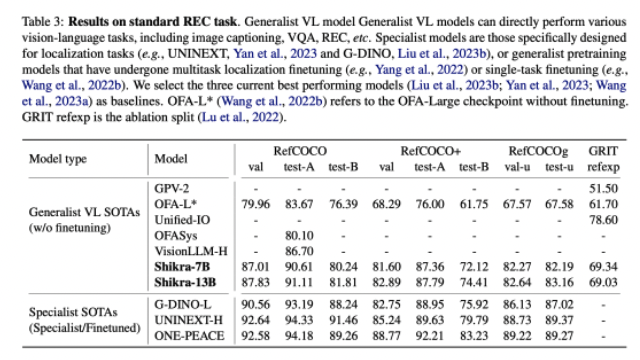 Table 3: Results on standard REC task. Generalist VL model Generalist VL models can directly perform various
vision-language tasks, including image captioning, VQA, REC, etc. Specialist models are those specifically designed
for localization tasks (e.g., UNINEXT, Yan et al., 2023 and G-DINO, Liu et al., 2023b), or generalist pretraining
models that have undergone multitask localization finetuning (e.g., Yang et al., 2022) or single-task finetuning (e.g.,
Wang et al., 2022b). We select the three current best performing models (Liu et al., 2023b; Yan et al., 2023; Wang
et al., 2023a) as baselines. OFA-L* (Wang et al., 2022b) refers to the OFA-Large checkpoint without finetuning.
GRIT refexp is the ablation split (Lu et al., 2022).
Model type Model RefCOCO RefCOCO+ RefCOCOg GRIT
val test-A test-B val test-A test-B val-u test-u refexp
Generalist VL SOTAs
(w/o finetuning)
GPV-2 - - - - - - - - 51.50
OFA-L* 79.96 83.67 76.39 68.29 76.00 61.75 67.57 67.58 61.70
Unified-IO - - - - - - - - 78.60
OFASys - 80.10 - - - - - - -
VisionLLM-H - 86.70 - - - - - - -
Shikra-7B 87.01 90.61 80.24 81.60 87.36 72.12 82.27 82.19 69.34
Shikra-13B 87.83 91.11 81.81 82.89 87.79 74.41 82.64 83.16 69.03
Specialist SOTAs
(Specialist/Finetuned)
G-DINO-L 90.56 93.19 88.24 82.75 88.95 75.92 86.13 87.02 -
UNINEXT-H 92.64 94.33 91.46 85.24 89.63 79.79 88.73 89.37 -
ONE-PEACE 92.58 94.18 89.26 88.77 92.21 83.23 89.22 89.27 -